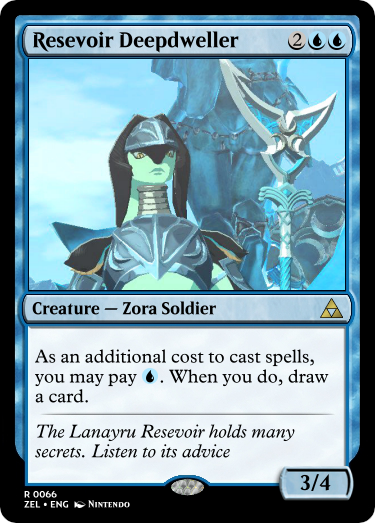 Resevoir Deepdweller 2
Creature — Zora Soldier
As an additional cost to cast spells,
you may pay . When you do, draw
a card.
The Lanayru Resevoir holds many
secrets. Listen to its advice
3/4
R 0066
ZEL • ENG Nintendo